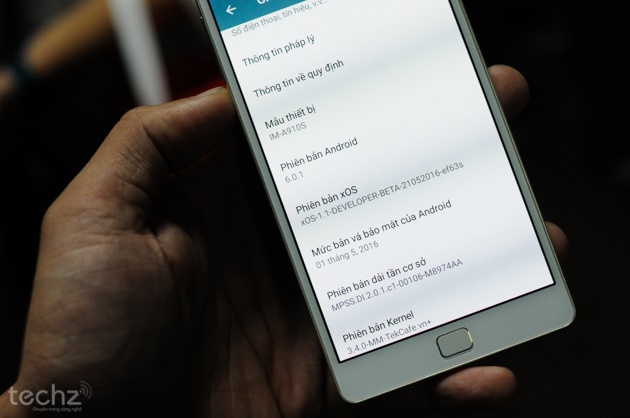 Số điện thoại, tín hiệu, v.v...
Thông tin pháp lý
Thông tin về quy định
Mẫu thiết bị
IM-A910S
Phiên bản Android
6.0.1
Phiên bản xOS
xOS-1.1-DEVELOPER-BETA-21052016-ef63s
Mức bản vá bảo mật của Android
01 tháng 5, 2016
Phiên bản dải tần cơ sở
MPSS.DI.2.0.1.c1-00106-M8974AA
Phiên bản Kernel
3.4.0-MM-TekCafe.vn+
techz
Chuyên trang công nghệ